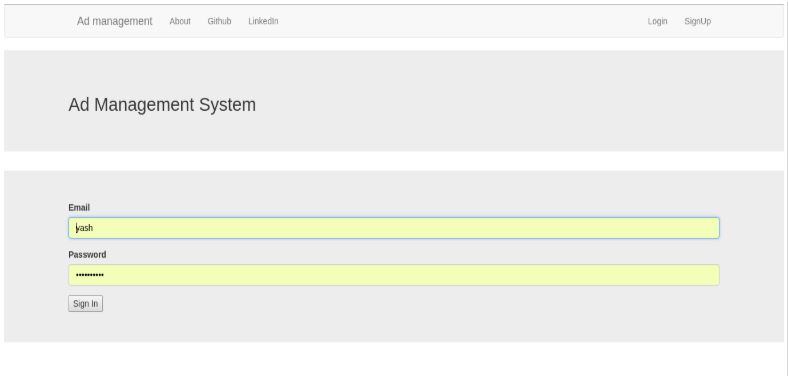 Ad management About Github LinkedIn Login SignUp
Ad Management System
Email
yash
Password
••••••••••
Sign In